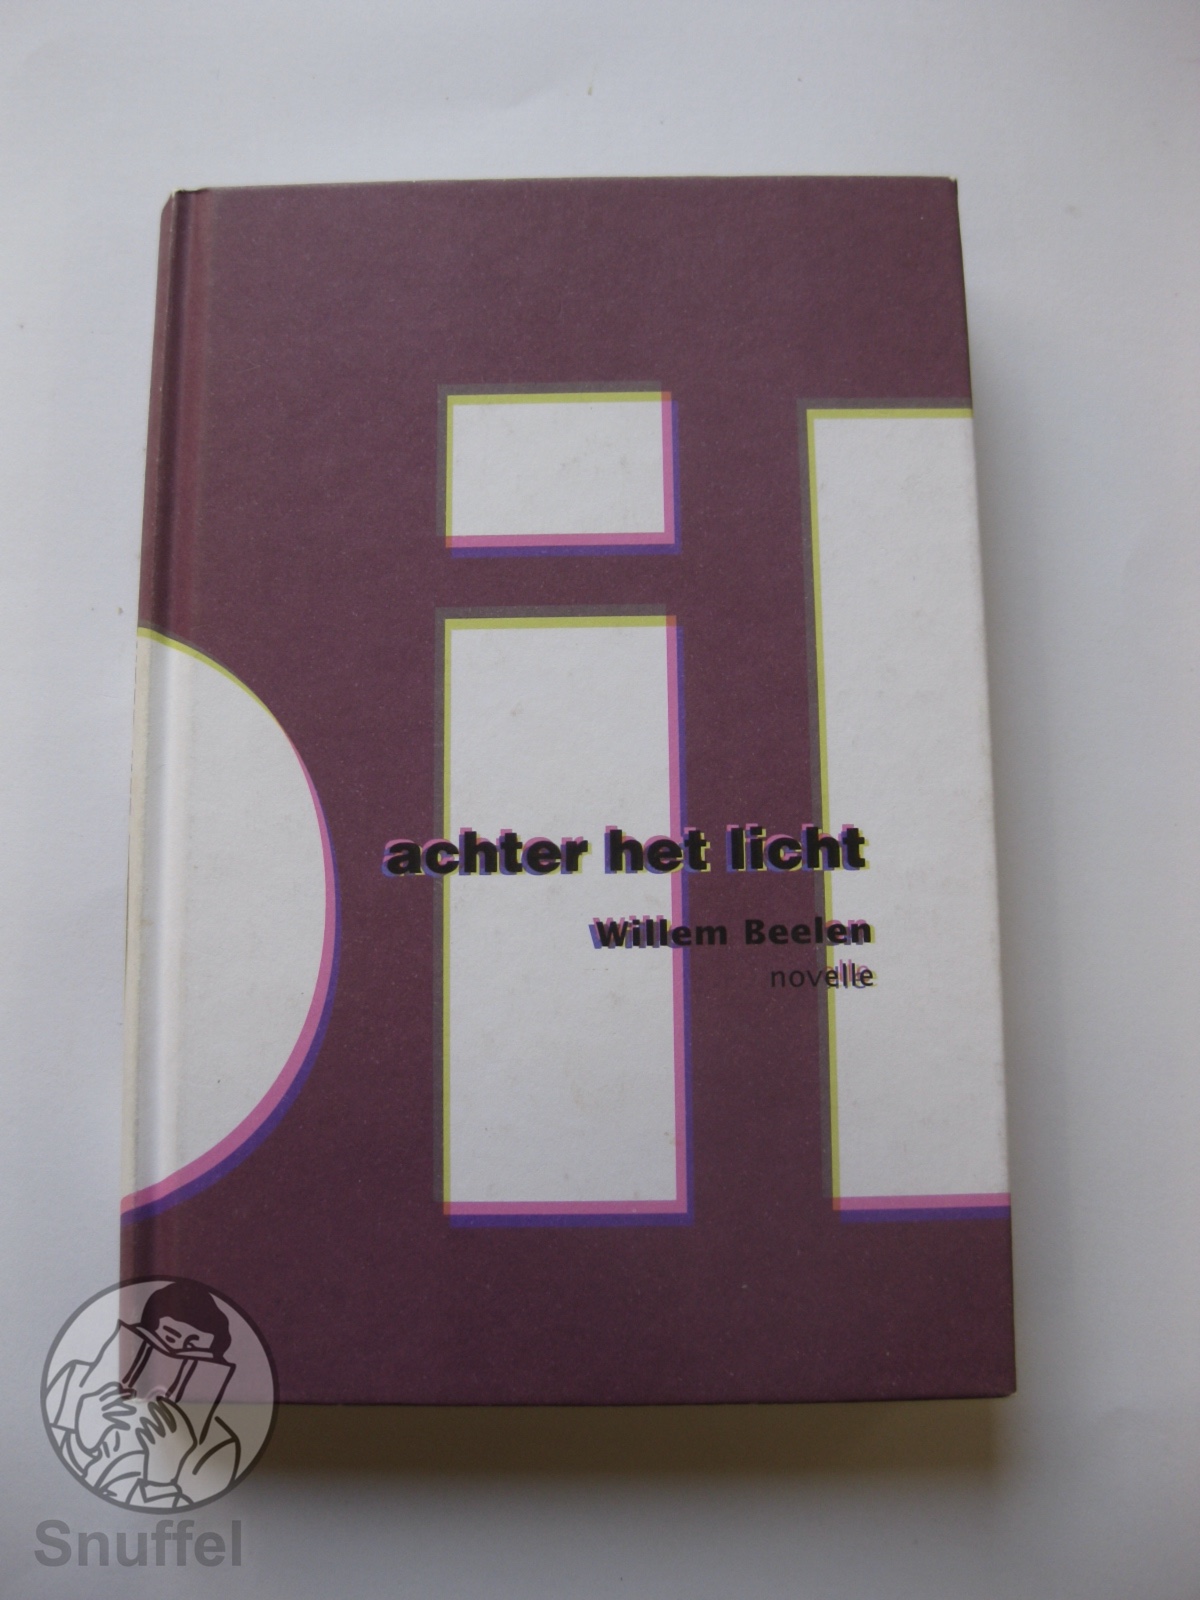 achter het licht
Willem Beelen
novelle
Snuffel